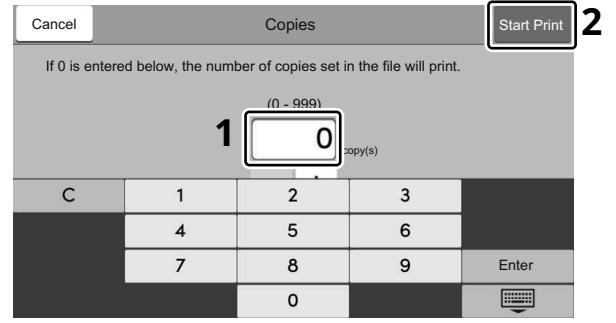 Cancel Copies Start Print 2
If 0 is entered below, the number of copies set in the file will print.
(0 - 999)
1 0 copy(s)
C 1 2 3
4 5 6
7 8 9 Enter
0